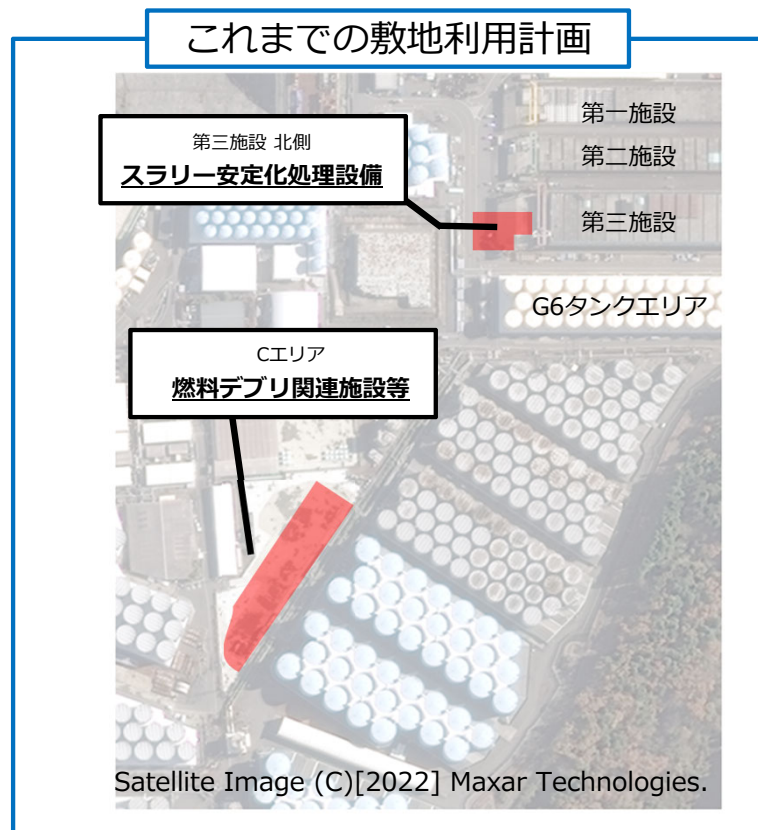 これまでの敷地利用計画
第三施設 北側
スラリー安定化処理設備
第一施設
第二施設
第三施設
G6タンクエリア
Cエリア
燃料デブリ関連施設等
Satellite Image (C)[2022] Maxar Technologies.